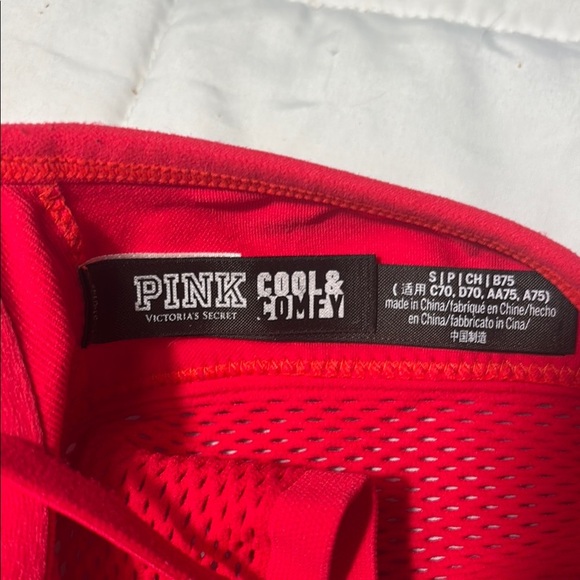 PINK
VICTORIA'S SECRET
COOL&
COMFY
S | P | CH | B75
( 适用 C70, D70, AA75, A75)
made in China/fabriqué en Chine/hecho
en China/fabbricato in Cina/
中国制造